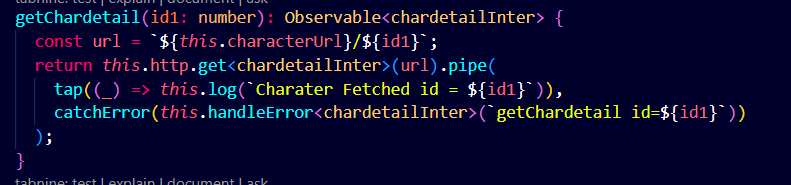 tabnine: test | explain | document | ask
getChardetail(id1: number): Observable<chardetailInter> {
const url = `${this.characterUrl}/${id1}`;
return this.http.get<chardetailInter>(url).pipe(
tap((_) => this.log(`Charater Fetched id = ${id1}`)),
catchError(this.handleError<chardetailInter>(`getChardetail id=${id1}`))
);
}
tabnine: test | explain | document | ask